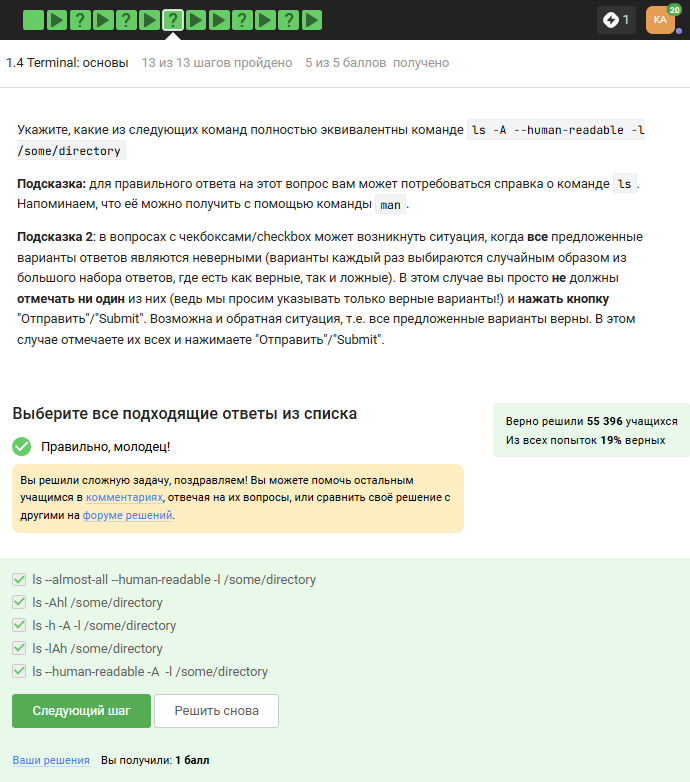 ? ? ? ? ?
1
КА
20
1.4 Terminal: основы 13 из 13 шагов пройдено 5 из 5 баллов получено
Укажите, какие из следующих команд полностью эквивалентны команде ls -A --human-readable -l
/some/directory
Подсказка: для правильного ответа на этот вопрос вам может потребоваться справка о команде ls .
Напоминаем, что её можно получить с помощью команды man .
Подсказка 2: в вопросах с чекбоксами/checkbox может возникнуть ситуация, когда все предложенные
варианты ответов являются неверными (варианты каждый раз выбираются случайным образом из
большого набора ответов, где есть как верные, так и ложные). В этом случае вы просто не должны
отмечать ни один из них (ведь мы просим указывать только верные варианты!) и нажать кнопку
"Отправить"/"Submit". Возможна и обратная ситуация, т.е. все предложенные варианты верны. В этом
случае отмечаете их всех и нажимаете "Отправить"/"Submit".
Выберите все подходящие ответы из списка
Верно решили 55 396 учащихся
Из всех попыток 19% верных
Правильно, молодец!
Вы решили сложную задачу, поздравляем! Вы можете помочь остальным
учащимся в комментариях, отвечая на их вопросы, или сравнить своё решение с
другими на форуме решений.
ls --almost-all --human-readable -l /some/directory
ls -Ahl /some/directory
ls -h -A -l /some/directory
ls -lAh /some/directory
ls --human-readable -A -l /some/directory
Следующий шаг Решить снова
Ваши решения Вы получили: 1 балл